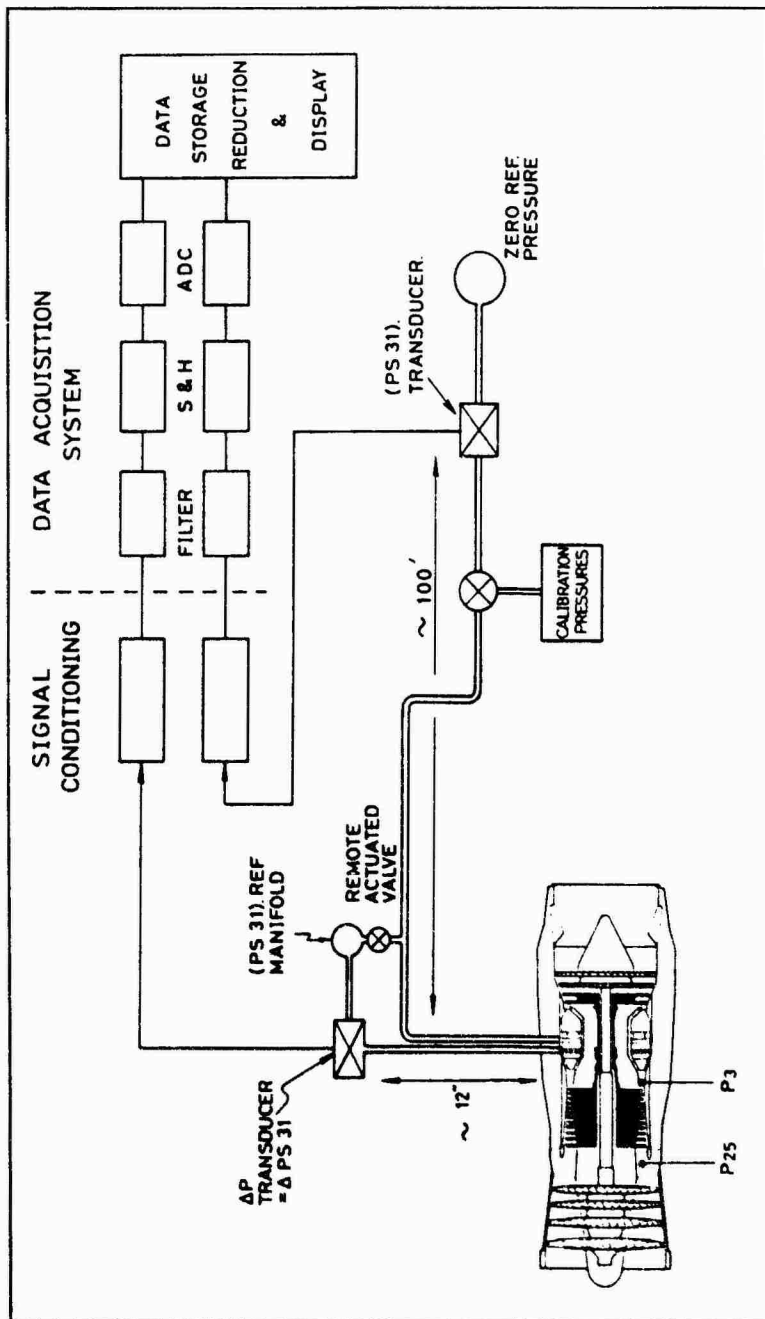 SIGNAL
CONDITIONING
DATA ACQUISITION
SYSTEM
FILTER
S & H
ADC
DATA
STORAGE
REDUCTION
&
DISPLAY
(PS 31). REF
MANIFOLD
REMOTE
ACTUATED
VALVE
ΔP
TRANSDUCER
= Δ PS 31
~ 12"
~ 100'
(PS 31).
TRANSDUCER.
ZERO REF.
PRESSURE
CALIBRATION
PRESSURES
P25
P3